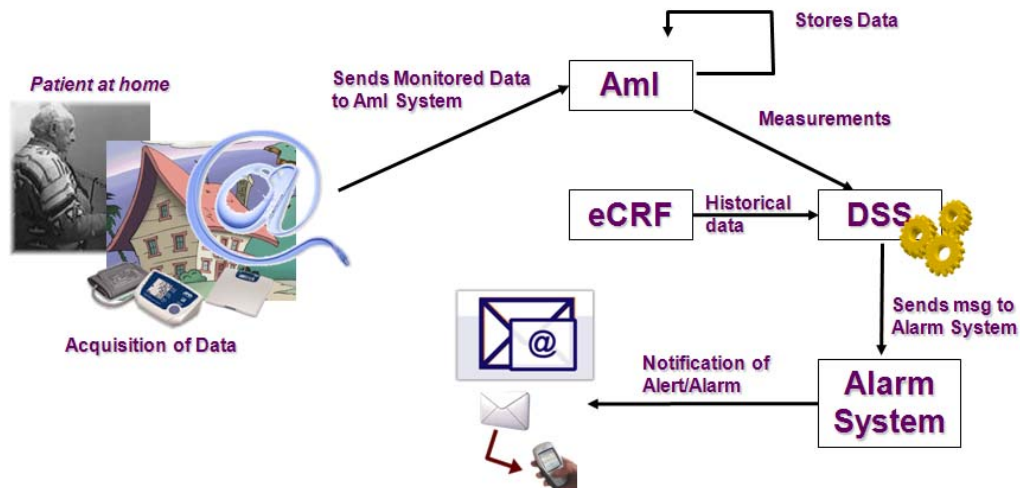 Patient at home
Acquisition of Data
Sends Monitored Data
to AmI System
AmI
Stores Data
Measurements
eCRF
Historical
data
DSS
Sends msg to
Alarm System
Alarm
System
Notification of
Alert/Alarm
@